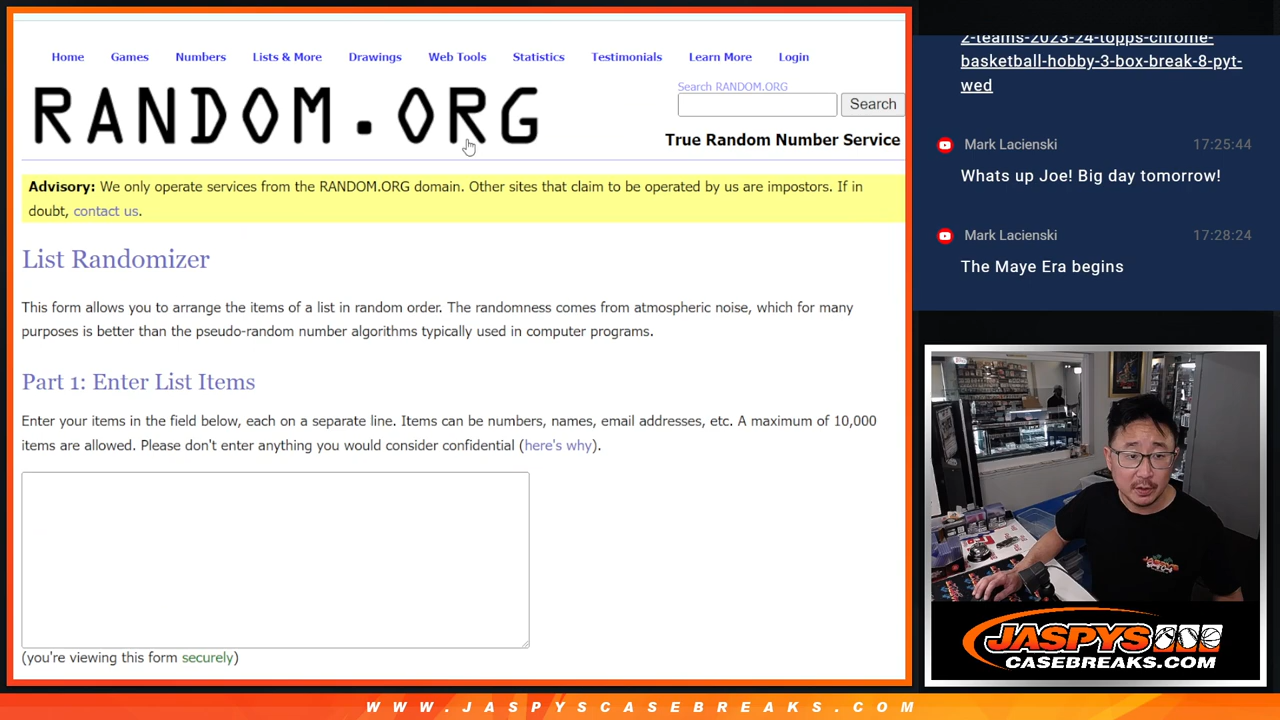 Home Games Numbers Lists & More Drawings Web Tools Statistics Testimonials Learn More Login
RANDOM.ORG
Search RANDOM.ORG
Search
True Random Number Service
Advisory: We only operate services from the RANDOM.ORG domain. Other sites that claim to be operated by us are impostors. If in
doubt, contact us.
List Randomizer
This form allows you to arrange the items of a list in random order. The randomness comes from atmospheric noise, which for many
purposes is better than the pseudo-random number algorithms typically used in computer programs.
Part 1: Enter List Items
Enter your items in the field below, each on a separate line. Items can be numbers, names, email addresses, etc. A maximum of 10,000
items are allowed. Please don't enter anything you would consider confidential (here's why).
(you're viewing this form securely)
2-teams-2023-24-topps-chrome-
basketball-hobby-3-box-break-8-pyt-
wed
Mark Lacienski 17:25:44
Whats up Joe! Big day tomorrow!
Mark Lacienski 17:28:24
The Maye Era begins
JASPYS
CASEBREAKS.COM
WWW.JASPYSCASEBREAKS.COM